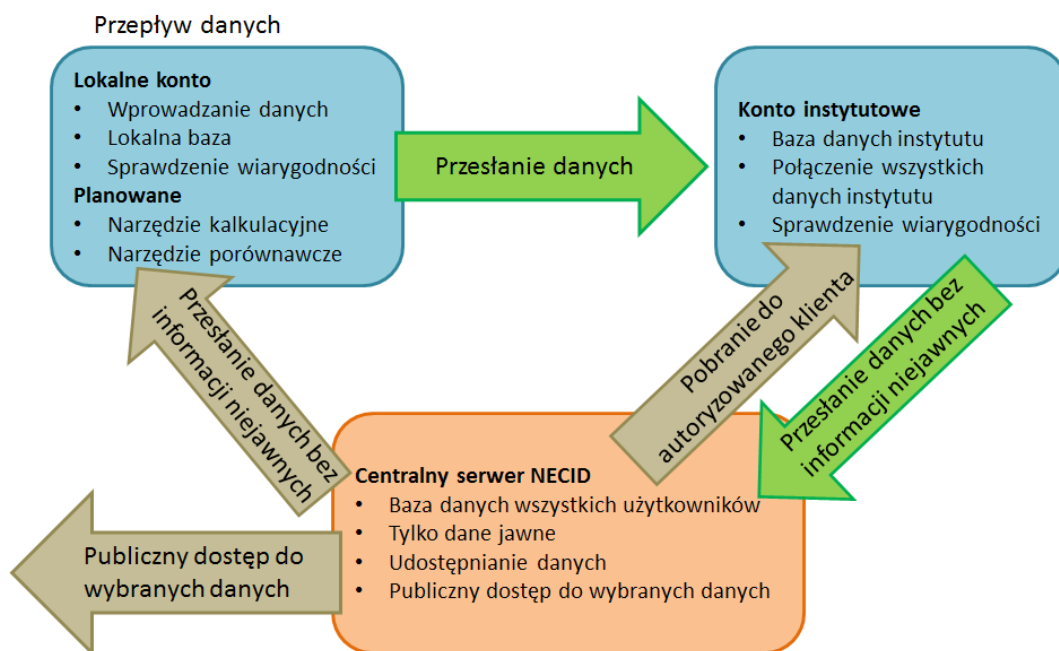 Przepływ danych
Lokalne konto
• Wprowadzanie danych
• Lokalna baza
• Sprawdzenie wiarygodności
Planowane
• Narzędzie kalkulacyjne
• Narzędzie porównawcze
Przesłanie danych
Konto instytutowe
• Baza danych instytutu
• Połączenie wszystkich
danych instytutu
• Sprawdzenie wiarygodności
Przesłanie danych bez
informacji niejawnych
Pobranie do
autoryzowanego klienta
Przesłanie danych bez
informacji niejawnych
Centralny serwer NECID
• Baza danych wszystkich użytkowników
• Tylko dane jawne
• Udostępnianie danych
• Publiczny dostęp do wybranych danych
Publiczny dostęp do
wybranych danych